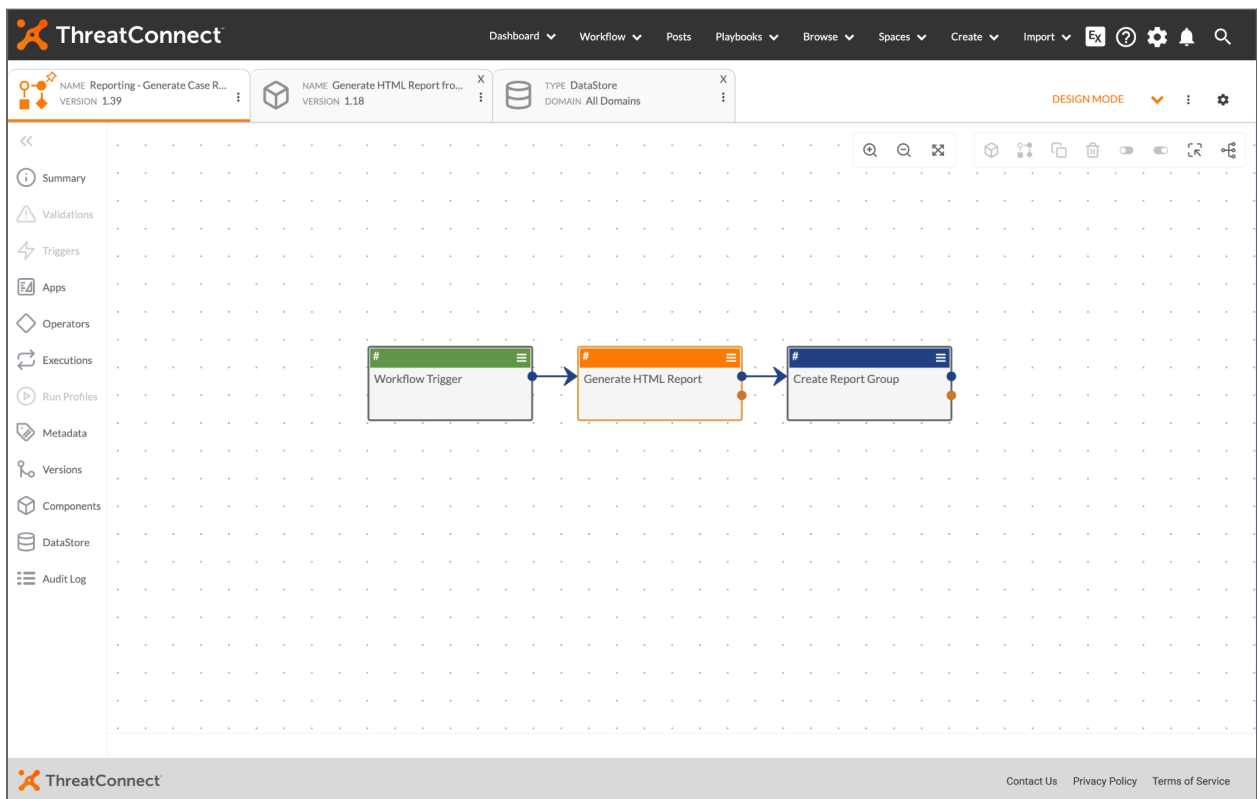 ThreatConnect
Dashboard Workflow Posts Playbooks Browse Spaces Create Import Ex ?
NAME Reporting - Generate Case R...
VERSION 1.39
NAME Generate HTML Report fro...
VERSION 1.18
X
TYPE DataStore
DOMAIN All Domains
X
DESIGN MODE
Summary
Validations
Triggers
Apps
Operators
Executions
Run Profiles
Metadata
Versions
Components
DataStore
Audit Log
#
Workflow Trigger
#
Generate HTML Report
#
Create Report Group
ThreatConnect
Contact Us Privacy Policy Terms of Service